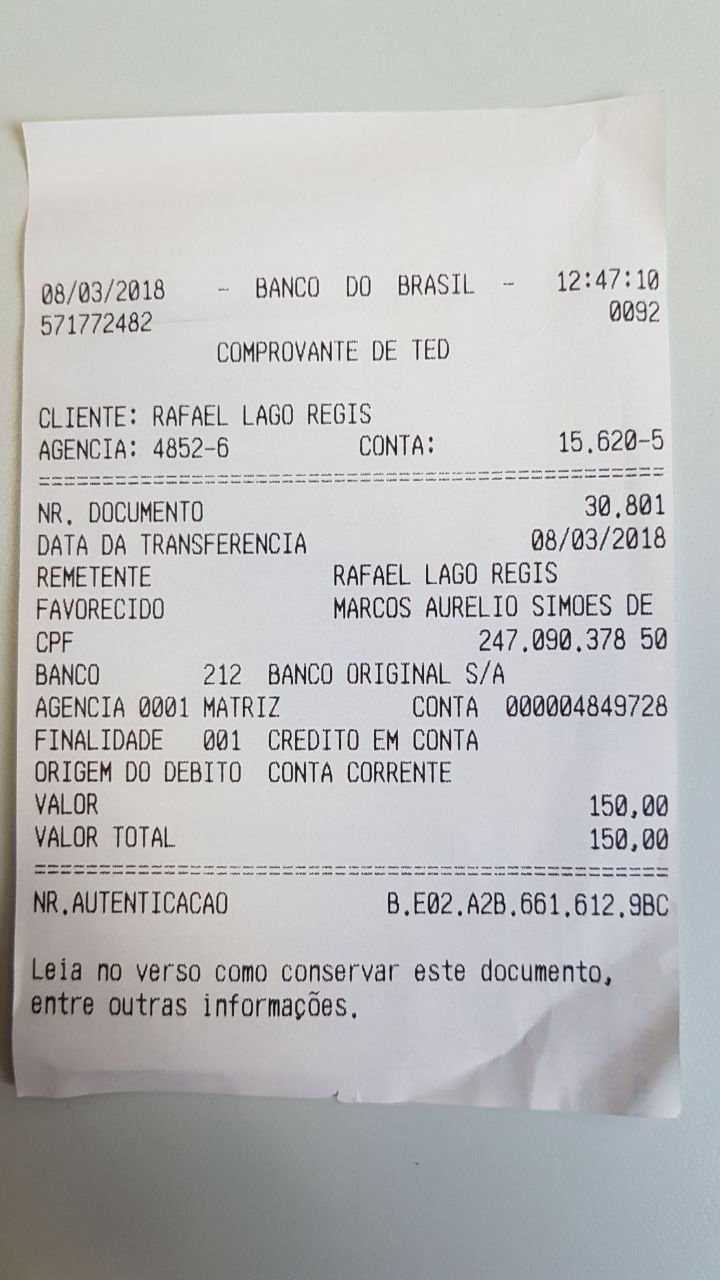 08/03/2018 - BANCO DO BRASIL - 12:47:10
571772482 0092
COMPROVANTE DE TED
CLIENTE: RAFAEL LAGO REGIS
AGENCIA: 4852-6 CONTA: 15.620-5
NR. DOCUMENTO 30.801
DATA DA TRANSFERENCIA 08/03/2018
REMETENTE RAFAEL LAGO REGIS
FAVORECIDO MARCOS AURELIO SIMOES DE
CPF 247.090.378 50
BANCO 212 BANCO ORIGINAL S/A
AGENCIA 0001 MATRIZ CONTA 000004849728
FINALIDADE 001 CREDITO EM CONTA
ORIGEM DO DEBITO CONTA CORRENTE
VALOR 150,00
VALOR TOTAL 150,00
NR.AUTENTICACAO B.E02.A2B.661.612.9BC
Leia no verso como conservar este documento,
entre outras informações.